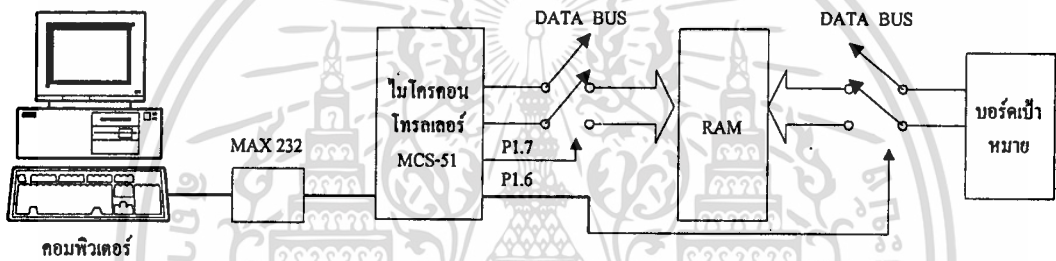 DATA BUS
DATA BUS
ไมโครคอน
โทรลเลอร์
MCS-51
P1.7
P1.6
RAM
บอร์ดเป้า
หมาย
MAX 232
คอมพิวเตอร์